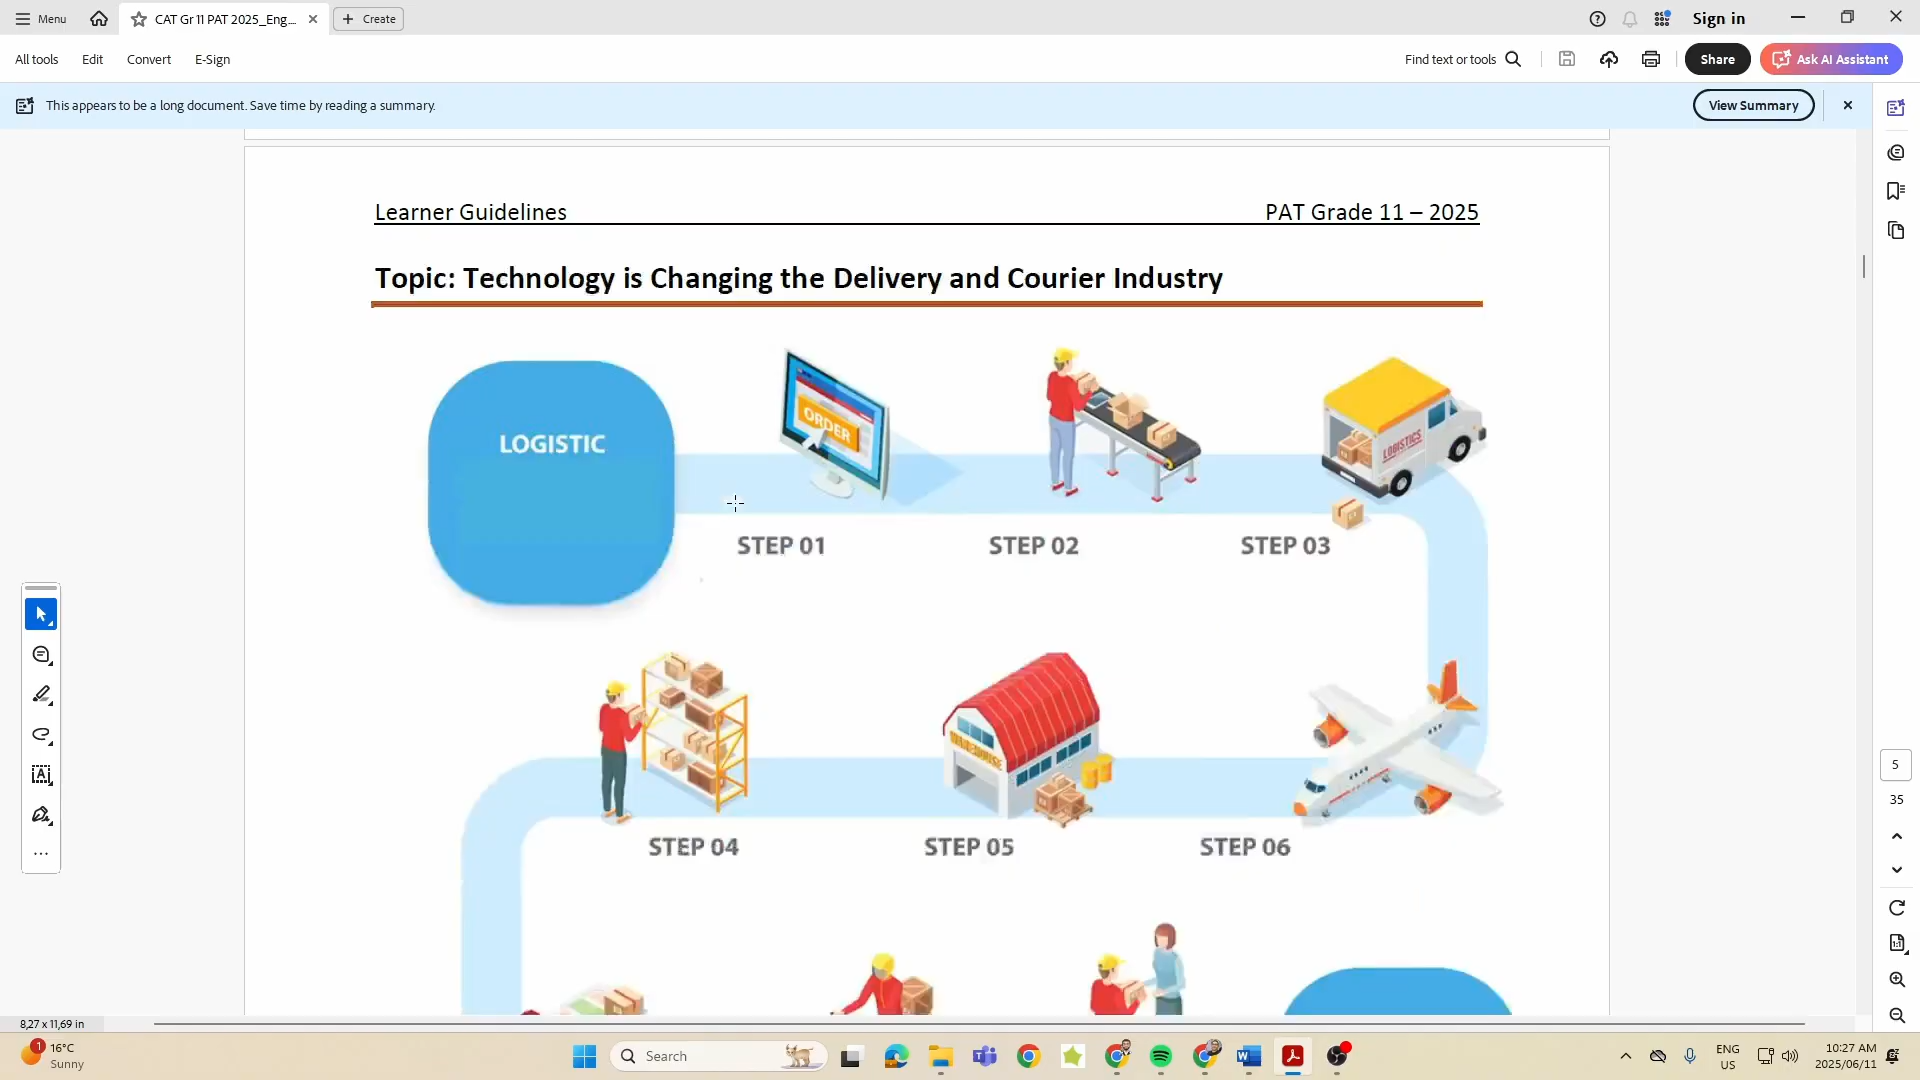 Menu
CAT Gr 11 PAT 2025_Eng...
Create
Sign in
All tools
Edit
Convert
E-Sign
Find text or tools
Share
Ask AI Assistant
This appears to be a long document. Save time by reading a summary.
View Summary
Learner Guidelines
PAT Grade 11 – 2025
Topic: Technology is Changing the Delivery and Courier Industry
LOGISTIC
ORDER
LOGISTICS
STEP 01
STEP 02
STEP 03
WAREHOUSE
STEP 04
STEP 05
STEP 06
5
35
8,27 x 11,69 in
1
16°C
Sunny
Search
ENG
US
10:27 AM
2025/06/11